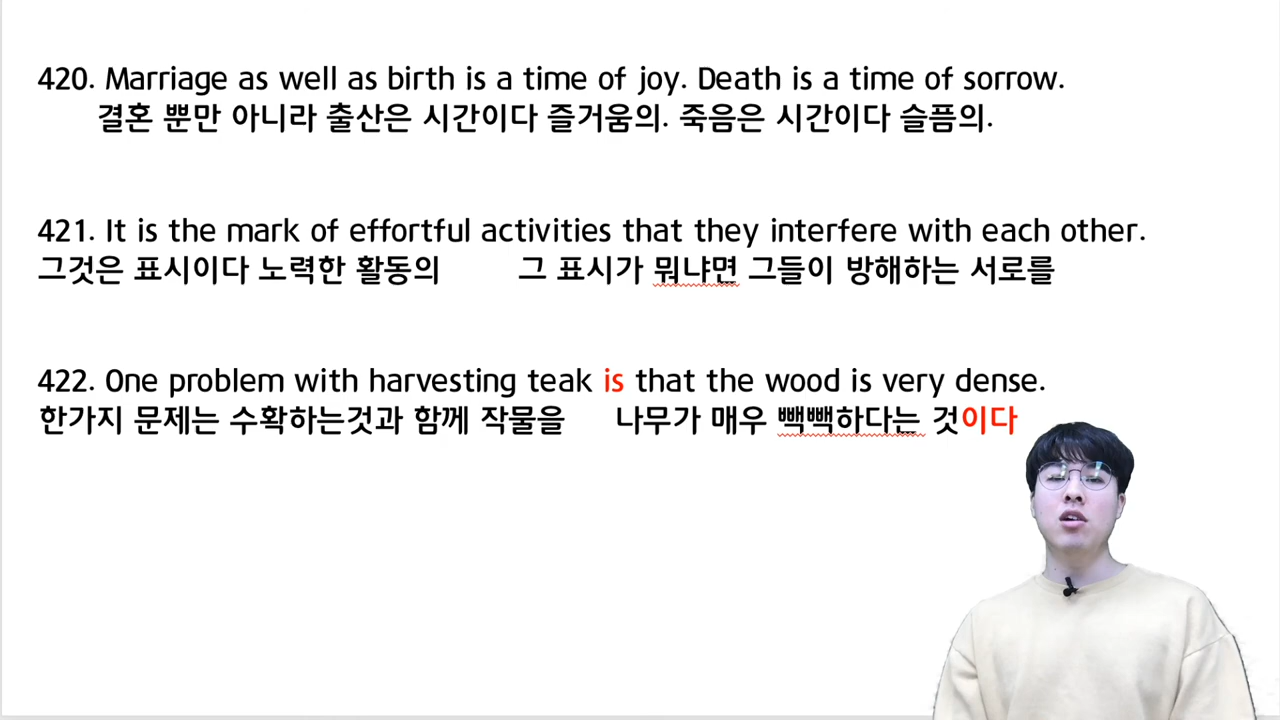 420. Marriage as well as birth is a time of joy. Death is a time of sorrow.
결혼 뿐만 아니라 출산은 시간이다 즐거움의. 죽음은 시간이다 슬픔의.
421. It is the mark of effortful activities that they interfere with each other.
그것은 표시이다 노력한 활동의 그 표시가 뭐냐면 그들이 방해하는 서로를
422. One problem with harvesting teak is that the wood is very dense.
한가지 문제는 수확하는것과 함께 작물을 나무가 매우 빽빽하다는 것이다